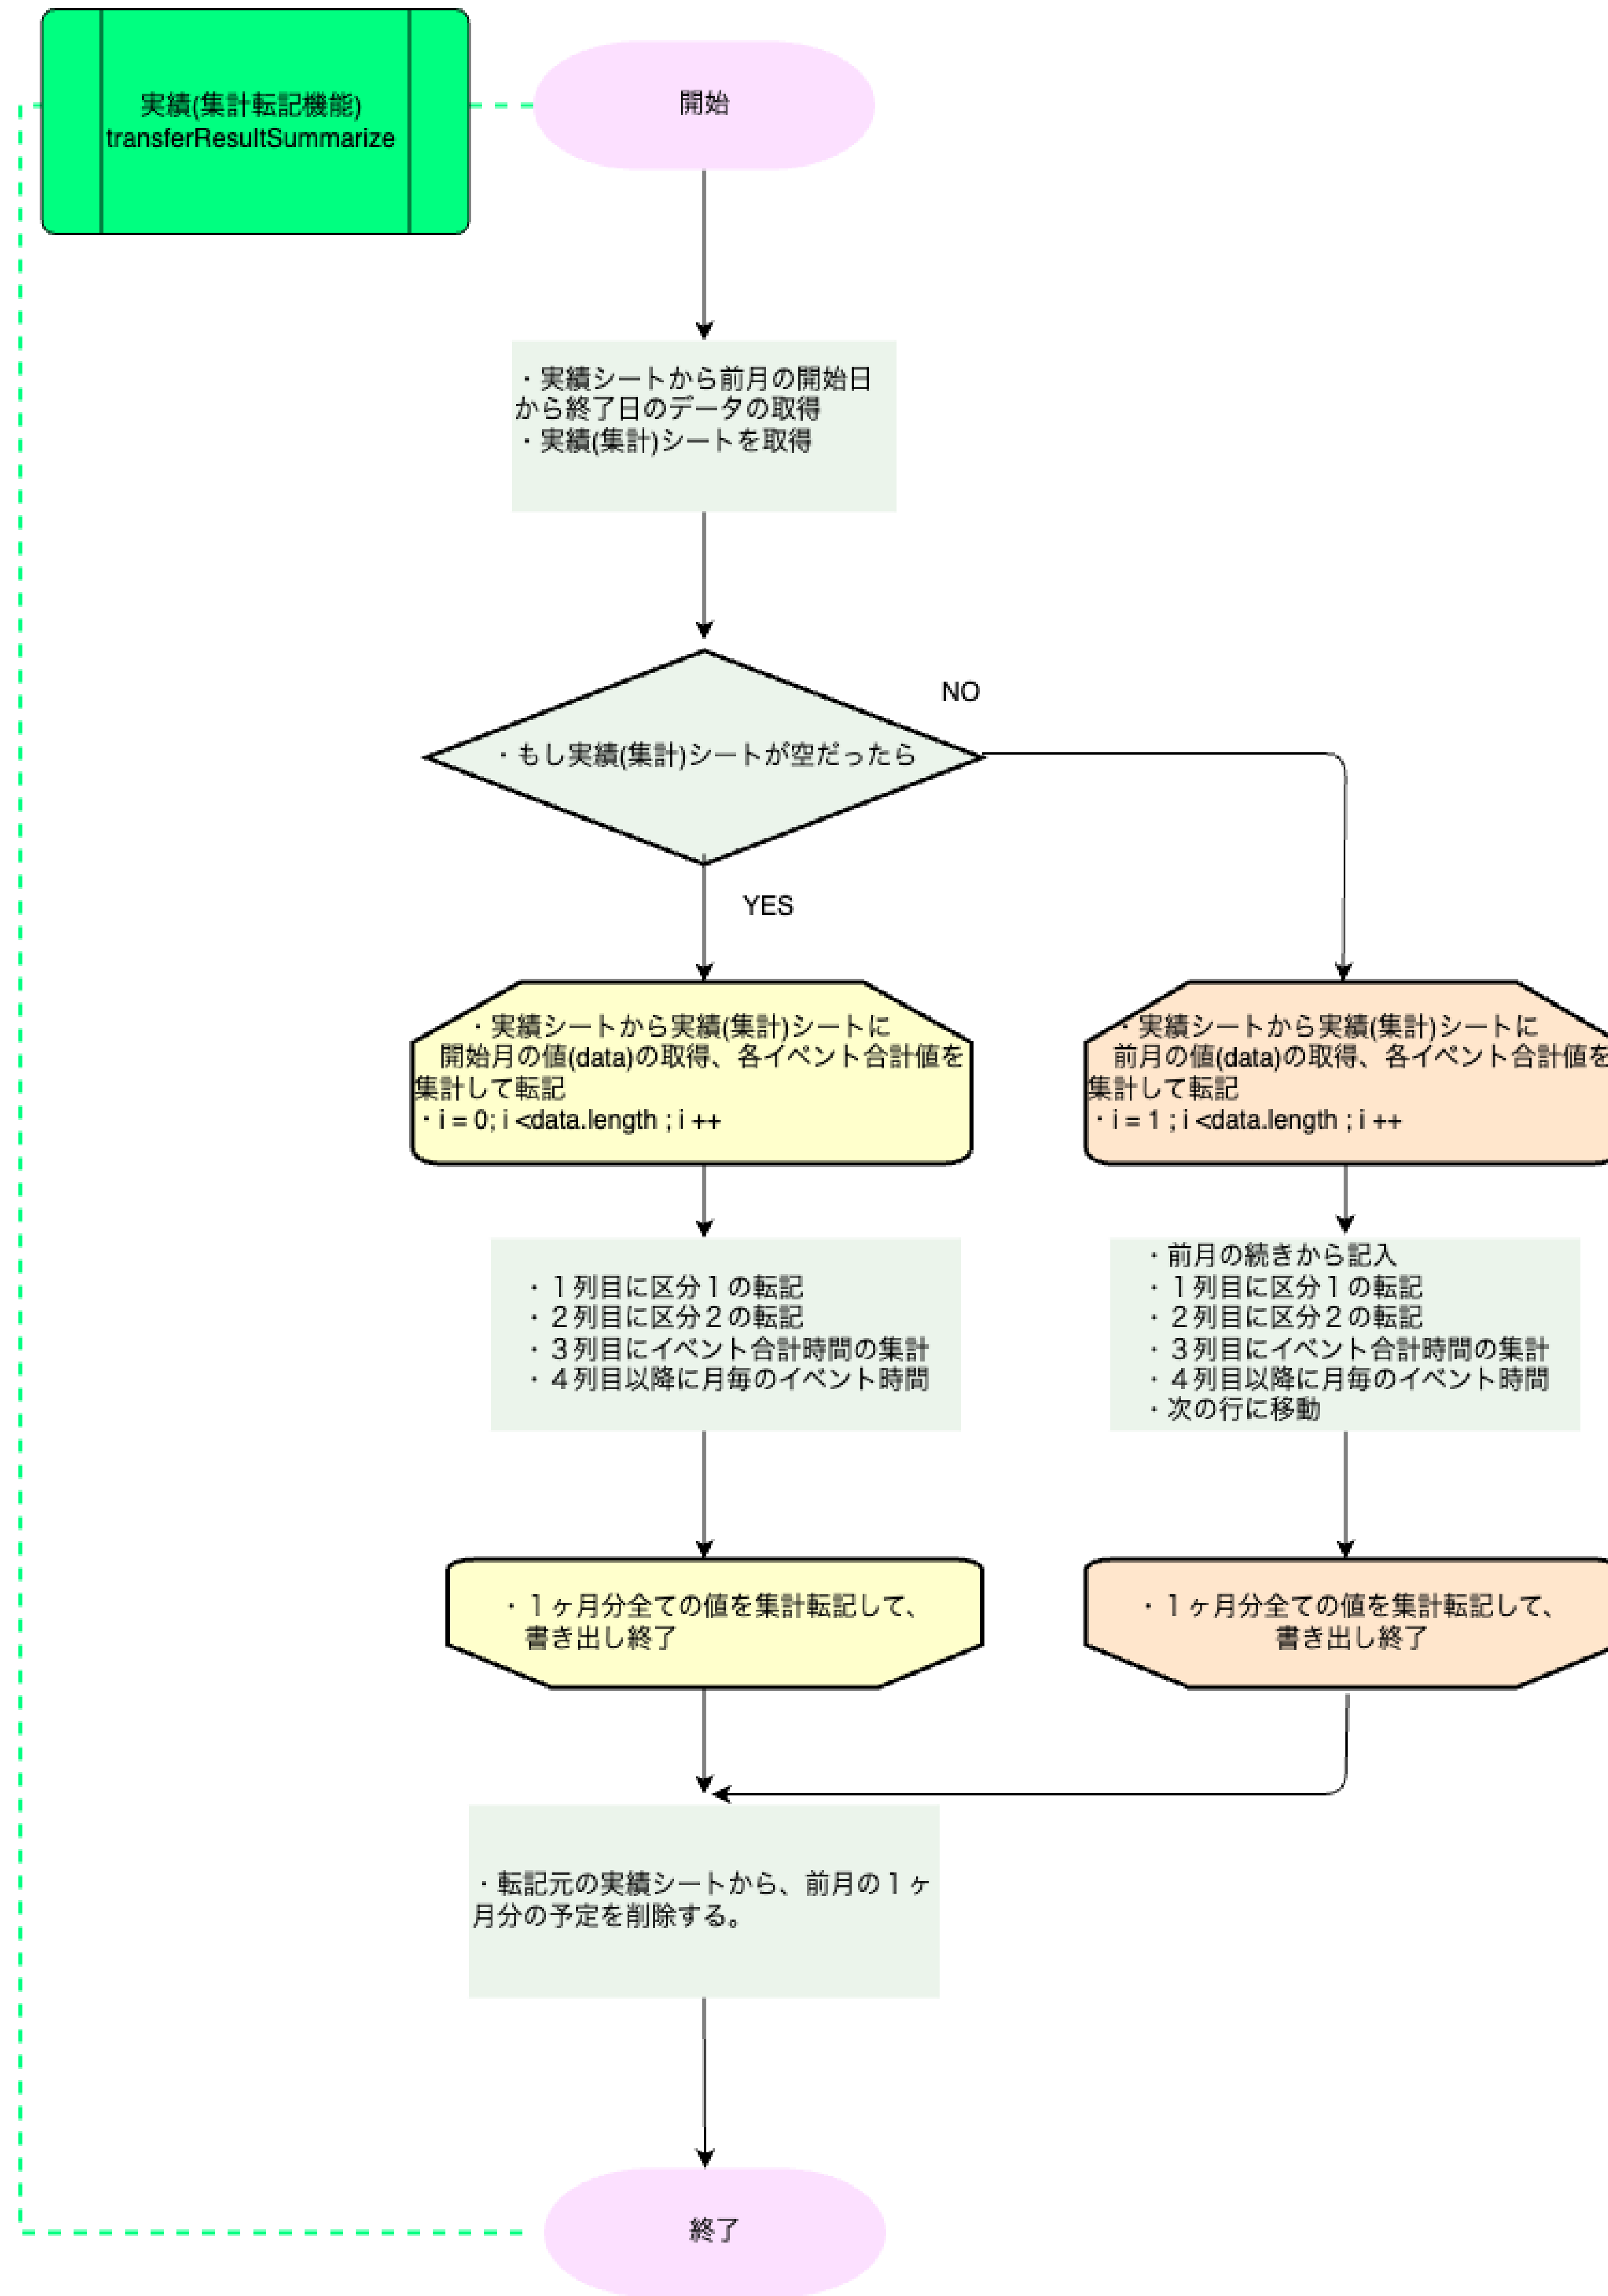 実績(集計転記機能)
transferResultSummarize
開始
・実績シートから前月の開始日
から終了日のデータの取得
・実績(集計)シートを取得
・もし実績(集計)シートが空だったら
NO
YES
・実績シートから実績(集計)シートに
開始月の値(data)の取得、各イベント合計値を
集計して転記
・i = 0; i <data.length ; i ++
・実績シートから実績(集計)シートに
前月の値(data)の取得、各イベント合計値を
集計して転記
・i = 1 ; i <data.length ; i ++
・１列目に区分１の転記
・２列目に区分２の転記
・３列目にイベント合計時間の集計
・４列目以降に月毎のイベント時間
・前月の続きから記入
・１列目に区分１の転記
・２列目に区分２の転記
・３列目にイベント合計時間の集計
・４列目以降に月毎のイベント時間
・次の行に移動
・１ヶ月分全ての値を集計転記して、
書き出し終了
・１ヶ月分全ての値を集計転記して、
書き出し終了
・転記元の実績シートから、前月の１ヶ
月分の予定を削除する。
終了